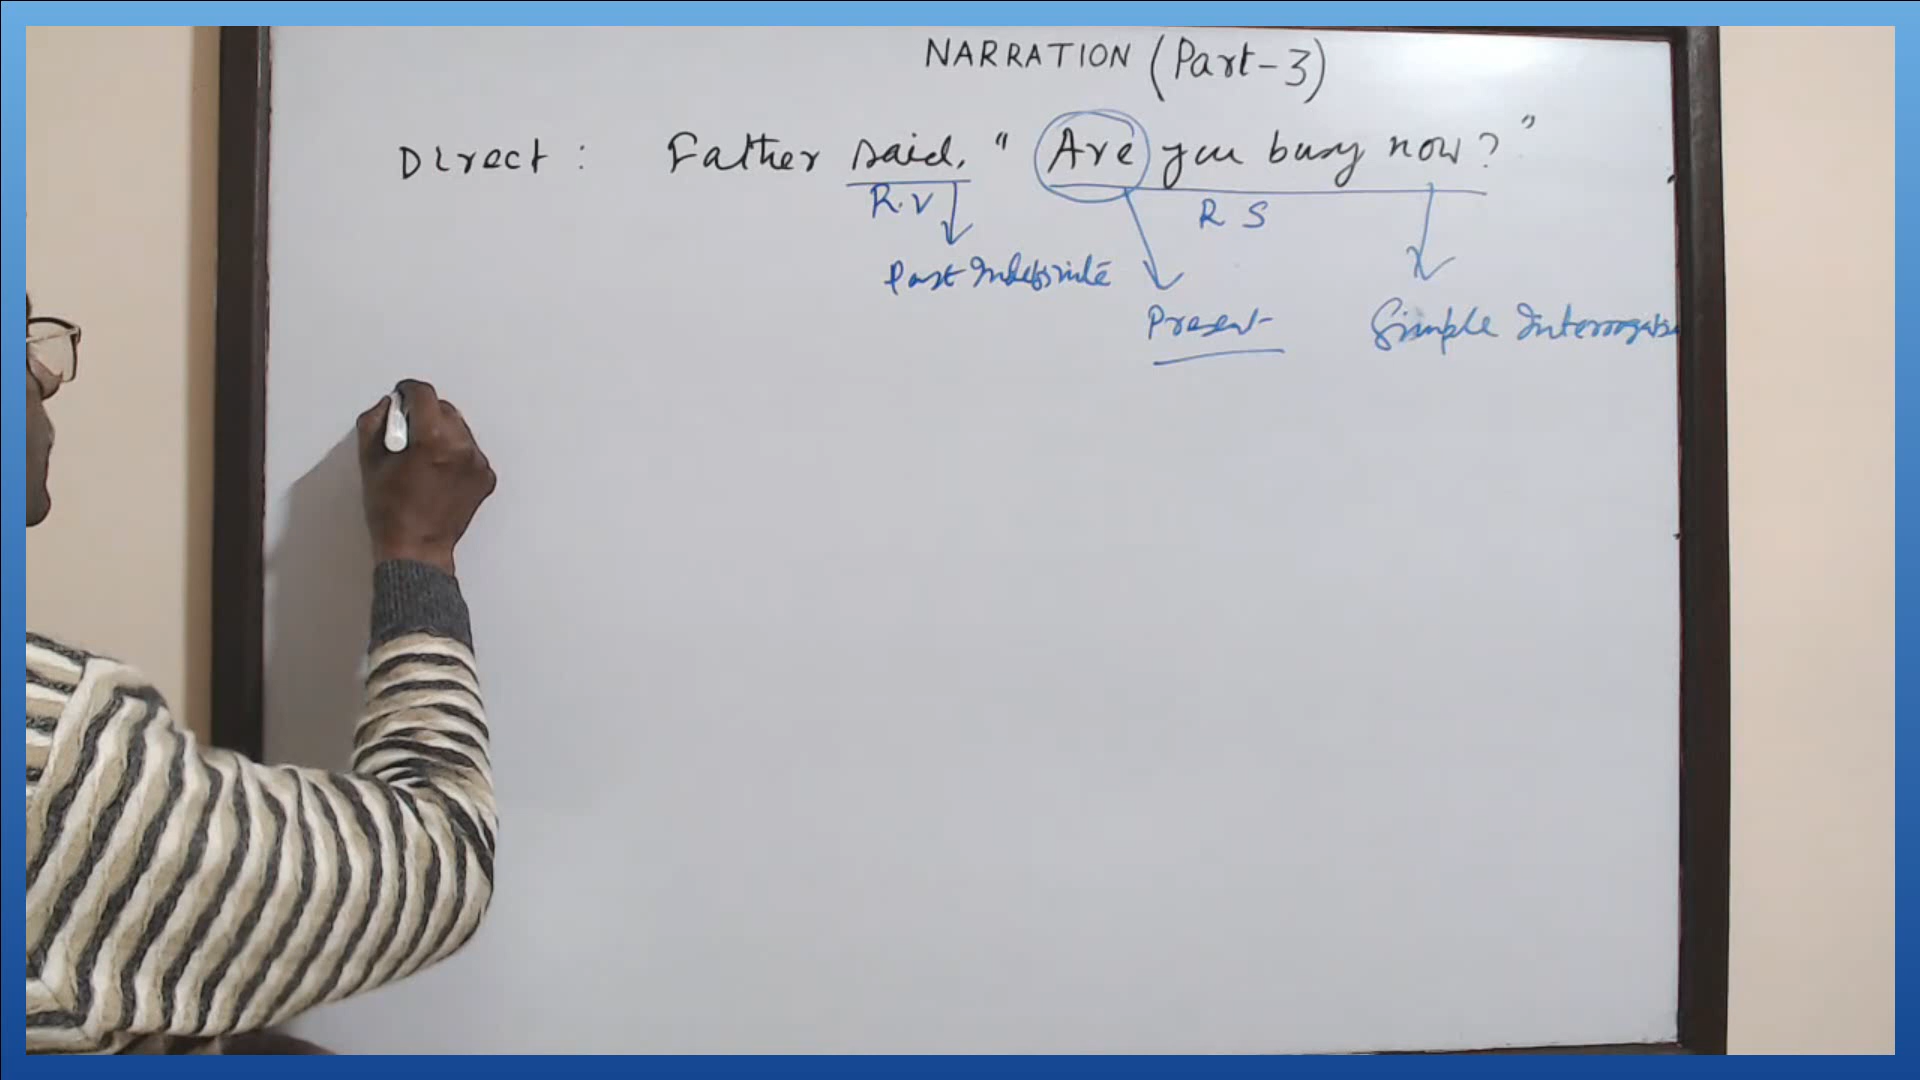 NARRATION (Part-3)
Direct : Father said, "Are you busy now?"
R.V
R S
Past Indefinite
Present
Simple Interrogative